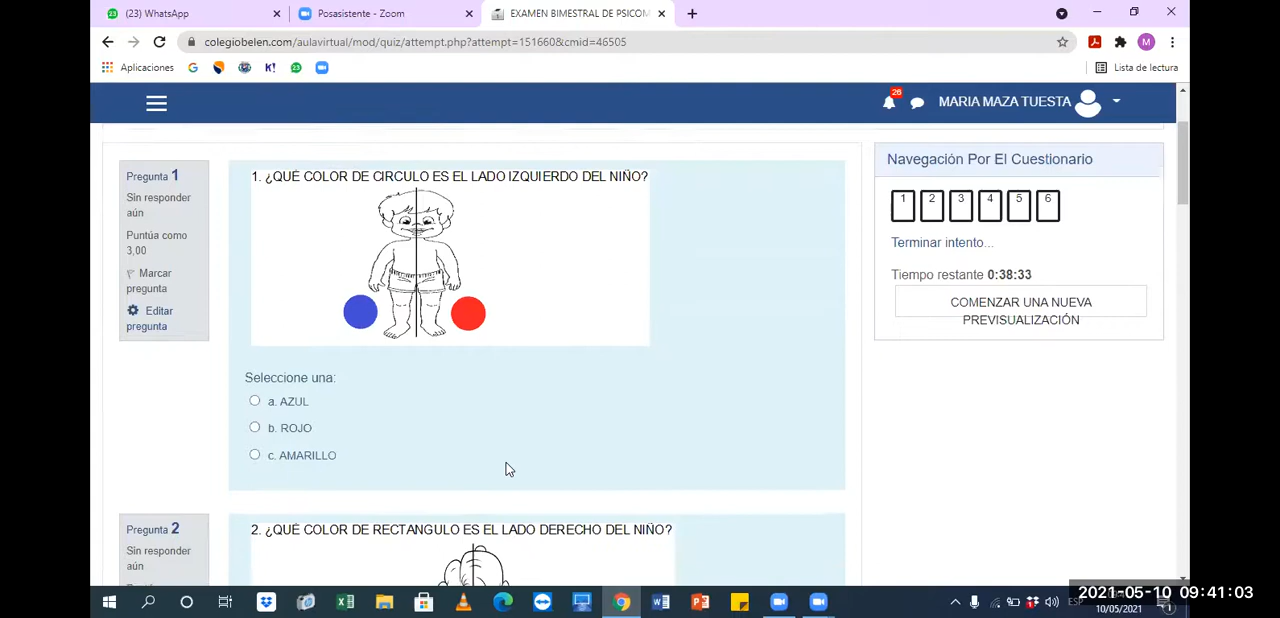 (23) WhatsApp
Posasistente - Zoom
EXAMEN BIMESTRAL DE PSICOM
colegiobelen.com/aulavirtual/mod/quiz/attempt.php?attempt=151660&cmid=46505
Aplicaciones
Lista de lectura
26
MARIA MAZA TUESTA
Pregunta 1
Sin responder
aún
Puntúa como
3,00
Marcar
pregunta
Editar
pregunta
1. ¿QUÉ COLOR DE CIRCULO ES EL LADO IZQUIERDO DEL NIÑO?
Seleccione una:
a. AZUL
b. ROJO
c. AMARILLO
Navegación Por El Cuestionario
1 2 3 4 5 6
Terminar intento...
Tiempo restante 0:38:33
COMENZAR UNA NUEVA
PREVISUALIZACIÓN
Pregunta 2
Sin responder
aún
2. ¿QUÉ COLOR DE RECTANGULO ES EL LADO DERECHO DEL NIÑO?
ESP
10/05/2021
2021-05-10 09:41:03